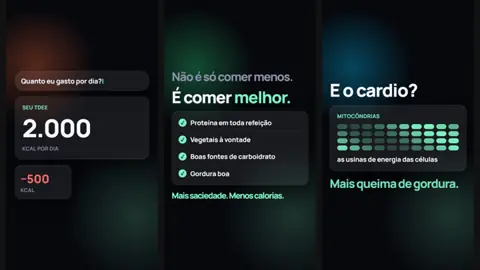 Quanto eu gasto por dia?
SEU TDEE
2.000
KCAL POR DIA
−500
KCAL
Não é só comer menos.
É comer melhor.
Proteína em toda refeição
Vegetais à vontade
Boas fontes de carboidrato
Gordura boa
Mais saciedade. Menos calorias.
E o cardio?
MITOCÔNDRIAS
as usinas de energia das células
Mais queima de gordura.